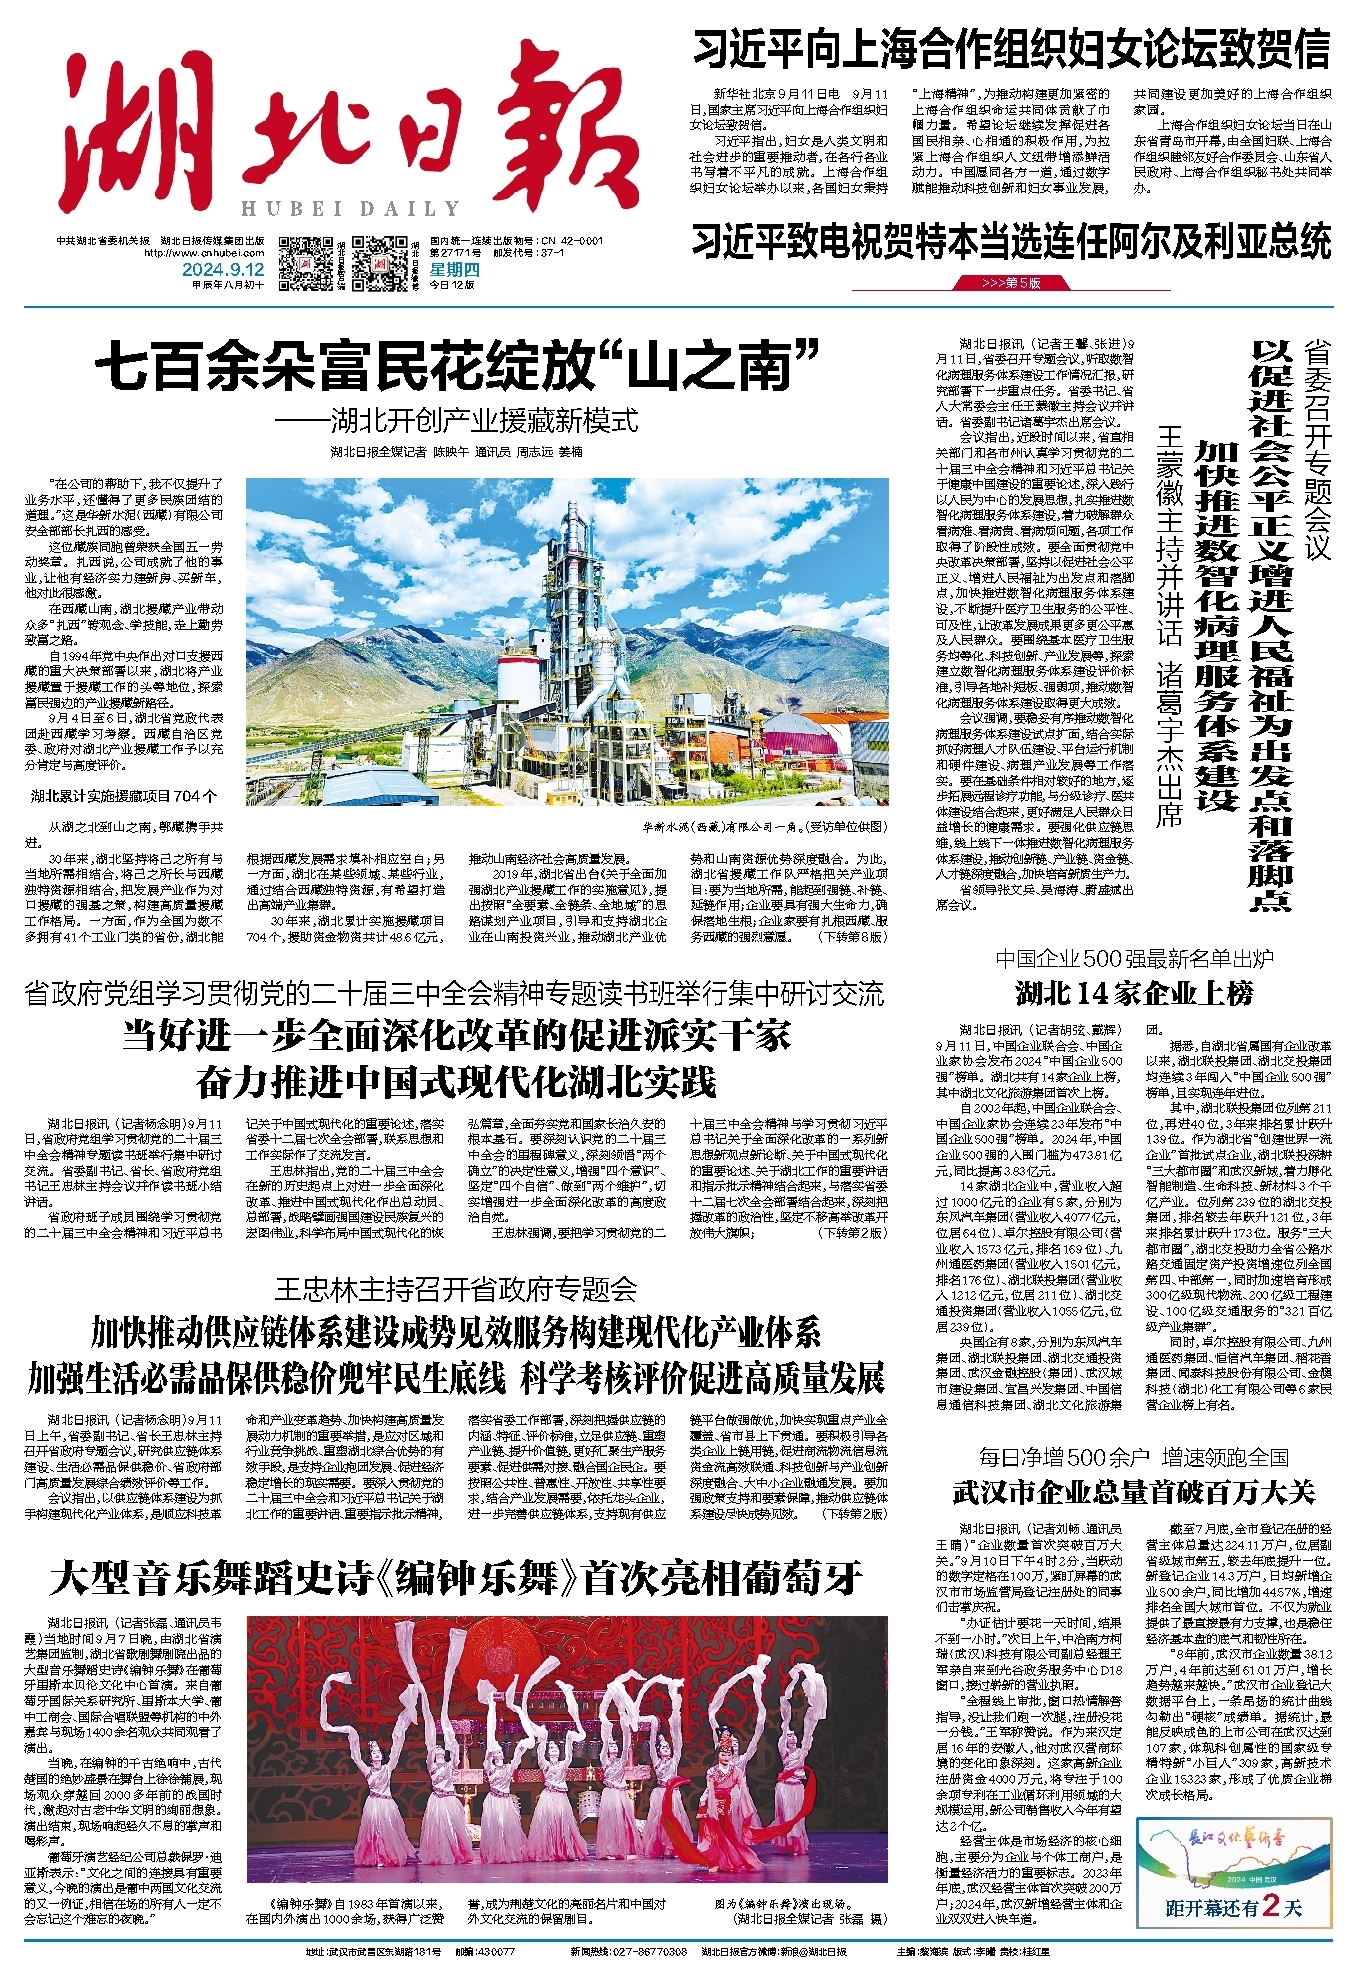 湖北日报
HUBEI DAILY
中共湖北省委机关报 湖北日报传媒集团出版
http://www.cnhubei.com
2024.9.12
甲辰年八月初十
国内统一连续出版物号:CN 42-0001
第27171号 邮发代号:37-1
星期四
今日12版
习近平向上海合作组织妇女论坛致贺信
新华社北京9月11日电 9月11
日,国家主席习近平向上海合作组织妇
女论坛致贺信。
习近平指出,妇女是人类文明和
社会进步的重要推动者,在各行各业
书写着不平凡的成就。上海合作组
织妇女论坛举办以来,各国妇女秉持
“上海精神”,为推动构建更加紧密的
上海合作组织命运共同体贡献了巾
帼力量。希望论坛继续发挥促进各
国民相亲、心相通的积极作用,为拉
紧上海合作组织人文纽带增添鲜活
动力。中国愿同各方一道,通过数字
赋能推动科技创新和妇女事业发展,
共同建设更加美好的上海合作组织
家园。
上海合作组织妇女论坛当日在山
东省青岛市开幕,由全国妇联、上海合
作组织睦邻友好合作委员会、山东省人
民政府、上海合作组织秘书处共同举
办。
习近平致电祝贺特本当选连任阿尔及利亚总统
>>>第5版
七百余朵富民花绽放“山之南”
——湖北开创产业援藏新模式
湖北日报全媒记者 陈映午 通讯员 周志远 姜楠
“在公司的帮助下,我不仅提升了
业务水平,还懂得了更多民族团结的
道理。”这是华新水泥(西藏)有限公司
安全部部长扎西的感受。
这位藏族同胞曾荣获全国五一劳
动奖章。扎西说,公司成就了他的事
业,让他有经济实力建新房、买新车,
他对此很感激。
在西藏山南,湖北援藏产业带动
众多“扎西”转观念、学技能,走上勤劳
致富之路。
自1994年党中央作出对口支援西
藏的重大决策部署以来,湖北将产业
援藏置于援藏工作的头等地位,探索
富民强边的产业援藏新路径。
9月4日至6日,湖北省党政代表
团赴西藏学习考察。西藏自治区党
委、政府对湖北产业援藏工作予以充
分肯定与高度评价。
湖北累计实施援藏项目704个
从湖之北到山之南,鄂藏携手共
进。
30年来,湖北坚持将己之所有与
当地所需相结合,将己之所长与西藏
独特资源相结合,把发展产业作为对
口援藏的强基之策,构建高质量援藏
工作格局。一方面,作为全国为数不
多拥有41个工业门类的省份,湖北能
华新水泥(西藏)有限公司一角。(受访单位供图)
根据西藏发展需求填补相应空白;另
一方面,湖北在某些领域、某些行业,
通过结合西藏独特资源,有希望打造
出高端产业集群。
30年来,湖北累计实施援藏项目
704个,援助资金物资共计48.6亿元,
推动山南经济社会高质量发展。
2019年,湖北省出台《关于全面加
强湖北产业援藏工作的实施意见》,提
出按照“全要素、全链条、全地域”的思
路谋划产业项目,引导和支持湖北企
业在山南投资兴业,推动湖北产业优
势和山南资源优势深度融合。为此,
湖北省援藏工作队严格把关产业项
目:要为当地所需,能起到强链、补链、
延链作用;企业要具有强大生命力,确
保落地生根;企业家要有扎根西藏、服
务西藏的强烈意愿。 (下转第8版)
省委召开专题会议
以促进社会公平正义增进人民福祉为出发点和落脚点
加快推进数智化病理服务体系建设
王蒙徽主持并讲话 诸葛宇杰出席
湖北日报讯 (记者王馨、张进)9
月11日,省委召开专题会议,听取数智
化病理服务体系建设工作情况汇报,研
究部署下一步重点任务。省委书记、省
人大常委会主任王蒙徽主持会议并讲
话。省委副书记诸葛宇杰出席会议。
会议指出,近段时间以来,省直相
关部门和各市州认真学习贯彻党的二
十届三中全会精神和习近平总书记关
于健康中国建设的重要论述,深入践行
以人民为中心的发展思想,扎实推进数
智化病理服务体系建设,着力破解群众
看病难、看病贵、看病烦问题,各项工作
取得了阶段性成效。要全面贯彻党中
央改革决策部署,坚持以促进社会公平
正义、增进人民福祉为出发点和落脚
点,加快推进数智化病理服务体系建
设,不断提升医疗卫生服务的公平性、
可及性,让改革发展成果更多更公平惠
及人民群众。要围绕基本医疗卫生服
务均等化、科技创新、产业发展等,探索
建立数智化病理服务体系建设评价标
准,引导各地补短板、强弱项,推动数智
化病理服务体系建设取得更大成效。
会议强调,要稳妥有序推动数智化
病理服务体系建设试点扩面,结合实际
抓好病理人才队伍建设、平台运行机制
和硬件建设、病理产业发展等工作落
实。要在基础条件相对较好的地方,逐
步拓展远程诊疗功能,与分级诊疗、医共
体建设结合起来,更好满足人民群众日
益增长的健康需求。要强化供应链思
维,线上线下一体推进数智化病理服务
体系建设,推动创新链、产业链、资金链、
人才链深度融合,加快培育新质生产力。
省领导张文兵、吴海涛、蔚盛斌出
席会议。
省政府党组学习贯彻党的二十届三中全会精神专题读书班举行集中研讨交流
当好进一步全面深化改革的促进派实干家
奋力推进中国式现代化湖北实践
湖北日报讯 (记者杨念明)9月11
日,省政府党组学习贯彻党的二十届三
中全会精神专题读书班举行集中研讨
交流。省委副书记、省长、省政府党组
书记王忠林主持会议并作读书班小结
讲话。
省政府班子成员围绕学习贯彻党
的二十届三中全会精神和习近平总书
记关于中国式现代化的重要论述,落实
省委十二届七次全会部署,联系思想和
工作实际作了交流发言。
王忠林指出,党的二十届三中全会
在新的历史起点上对进一步全面深化
改革、推进中国式现代化作出总动员、
总部署,战略擘画强国建设民族复兴的
宏图伟业,科学布局中国式现代化的恢
弘篇章,全面夯实党和国家长治久安的
根本基石。要深刻认识党的二十届三
中全会的里程碑意义,深刻领悟“两个
确立”的决定性意义,增强“四个意识”、
坚定“四个自信”、做到“两个维护”,切
实增强进一步全面深化改革的高度政
治自觉。
王忠林强调,要把学习贯彻党的二
十届三中全会精神与学习贯彻习近平
总书记关于全面深化改革的一系列新
思想新观点新论断、关于中国式现代化
的重要论述、关于湖北工作的重要讲话
和指示批示精神结合起来,与落实省委
十二届七次全会部署结合起来,深刻把
握改革的政治性,坚定不移高举改革开
放伟大旗帜; (下转第2版)
王忠林主持召开省政府专题会
加快推动供应链体系建设成势见效服务构建现代化产业体系
加强生活必需品保供稳价兜牢民生底线 科学考核评价促进高质量发展
湖北日报讯 (记者杨念明)9月11
日上午,省委副书记、省长王忠林主持
召开省政府专题会议,研究供应链体系
建设、生活必需品保供稳价、省政府部
门高质量发展综合绩效评价等工作。
会议指出,以供应链体系建设为抓
手构建现代化产业体系,是顺应科技革
命和产业变革趋势、加快构建高质量发
展动力机制的重要举措,是应对区域和
行业竞争挑战、重塑湖北综合优势的有
效手段,是支持企业抱团发展、促进经济
稳定增长的现实需要。要深入贯彻党的
二十届三中全会和习近平总书记关于湖
北工作的重要讲话、重要指示批示精神,
落实省委工作部署,深刻把握供应链的
内涵、特征、评价标准,立足供应链、重塑
产业链、提升价值链,更好汇聚生产服务
要素、促进供需对接、融合国企民企。要
按照公共性、普惠性、开放性、共享性要
求,结合产业发展需要,依托龙头企业,
进一步完善供应链体系,支持现有供应
链平台做强做优,加快实现重点产业全
覆盖、省市县上下贯通。要积极引导各
类企业上链用链,促进商流物流信息流
资金流高效联通、科技创新与产业创新
深度融合、大中小企业融通发展。要加
强政策支持和要素保障,推动供应链体
系建设尽快成势见效。 (下转第2版)
大型音乐舞蹈史诗《编钟乐舞》首次亮相葡萄牙
湖北日报讯 (记者张磊、通讯员韦
霞)当地时间9月7日晚,由湖北省演
艺集团监制,湖北省歌剧舞剧院出品的
大型音乐舞蹈史诗《编钟乐舞》在葡萄
牙里斯本贝伦文化中心首演。来自葡
萄牙国际关系研究所、里斯本大学、葡
中工商会、国际合唱联盟等机构的中外
嘉宾与现场1400余名观众共同观看了
演出。
当晚,在编钟的千古绝响中,古代
楚国的绝妙盛景在舞台上徐徐铺展,现
场观众穿越回2000多年前的战国时
代,激起对古老中华文明的绚丽想象。
演出结束,现场响起经久不息的掌声和
喝彩声。
葡萄牙演艺经纪公司总裁保罗·迪
亚斯表示:“文化之间的连接具有重要
意义,今晚的演出是葡中两国文化交流
的又一例证,相信在场的所有人一定不
会忘记这个难忘的夜晚。”
《编钟乐舞》自1983年首演以来,
在国内外演出1000余场,获得广泛赞
誉,成为荆楚文化的亮丽名片和中国对
外文化交流的保留剧目。
图为《编钟乐舞》演出现场。
(湖北日报全媒记者 张磊 摄)
中国企业500强最新名单出炉
湖北14家企业上榜
湖北日报讯 (记者胡弦、戴辉)
9月11日,中国企业联合会、中国企
业家协会发布2024“中国企业500
强”榜单。湖北共有14家企业上榜,
其中湖北文化旅游集团首次上榜。
自2002年起,中国企业联合会、
中国企业家协会连续23年发布“中
国企业500强”榜单。2024年,中国
企业500强的入围门槛为473.81亿
元,同比提高3.83亿元。
14家湖北企业中,营业收入超
过1000亿元的企业有5家,分别为
东风汽车集团(营业收入4077亿元,
位居64位)、卓尔控股有限公司(营
业收入1573亿元,排名169位)、九
州通医药集团(营业收入1501亿元,
排名176位)、湖北联投集团(营业收
入1212亿元,位居211位)、湖北交
通投资集团(营业收入1055亿元,位
居239位)。
央国企有8家,分别为东风汽车
集团、湖北联投集团、湖北交通投资
集团、武汉金融控股(集团)、武汉城
市建设集团、宜昌兴发集团、中国信
息通信科技集团、湖北文化旅游集
团。
据悉,自湖北省属国有企业改革
以来,湖北联投集团、湖北交投集团
均连续3年闯入“中国企业500强”
榜单,且实现连年进位。
其中,湖北联投集团位列第211
位,再进40位,3年来排名累计跃升
139位。作为湖北省“创建世界一流
企业”首批试点企业,湖北联投深耕
“三大都市圈”和武汉新城,着力孵化
智能制造、生命科技、新材料3个千
亿产业。位列第239位的湖北交投
集团,排名较去年跃升121位,3年
来排名累计跃升173位。服务“三大
都市圈”,湖北交投助力全省公路水
路交通固定资产投资增速位列全国
第四、中部第一,同时加速培育形成
300亿级现代物流、200亿级工程建
设、100亿级交通服务的“321百亿
级产业集群”。
同时,卓尔控股有限公司、九州
通医药集团、恒信汽车集团、稻花香
集团、闻泰科技股份有限公司、金澳
科技(湖北)化工有限公司等6家民
营企业榜上有名。
每日净增500余户 增速领跑全国
武汉市企业总量首破百万大关
湖北日报讯 (记者刘畅、通讯员
王晴)“企业数量首次突破百万大
关。”9月10日下午4时2分,当跃动
的数字定格在100万,紧盯屏幕的武
汉市市场监管局登记注册处的同事
们击掌庆祝。
“办证估计要花一天时间,结果
不到一小时。”次日上午,中冶南方柯
瑞(武汉)科技有限公司副总经理王
军亲自来到光谷政务服务中心D18
窗口,接过崭新的营业执照。
“全程线上审批,窗口热情解答
指导,没让我们跑一次腿,注册没花
一分钱。”王军称赞说。作为来汉定
居16年的安徽人,他对武汉营商环
境的变化印象深刻。这家高新企业
注册资金4000万元,将专注于100
余项专利在工业循环利用领域的大
规模运用,新公司销售收入今年有望
达2个亿。
经营主体是市场经济的核心细
胞,主要分为企业与个体工商户,是
衡量经济活力的重要标志。2023年
年底,武汉经营主体首次突破200万
户;2024年,武汉新增经营主体和企
业双双进入快车道。
截至7月底,全市登记在册的经
营主体总量达224.11万户,位居副
省级城市第五,较去年底提升一位。
新登记企业14.3万户,日均新增企
业500余户,同比增加44.57%,增速
排名全国大城市首位。不仅为就业
提供了最直接最有力支撑,也是稳住
经济基本盘的底气和韧性所在。
“8年前,武汉市企业数量38.12
万户,4年前达到61.01万户,增长
趋势越来越快。”武汉市企业登记大
数据平台上,一条昂扬的统计曲线
勾勒出“硬核”成绩单。据统计,最
能反映成色的上市公司在武汉达到
107家,体现科创属性的国家级专
精特新“小巨人”309家,高新技术
企业15323家,形成了优质企业梯
次成长格局。
长江文化艺术季
2024 中国 武汉
距开幕还有2天
地址:武汉市武昌区东湖路181号 邮编:430077 新闻热线:027-86770308 湖北日报官方微博:新浪@湖北日报 主编:黎海滨 版式:李曙 责校:桂红星